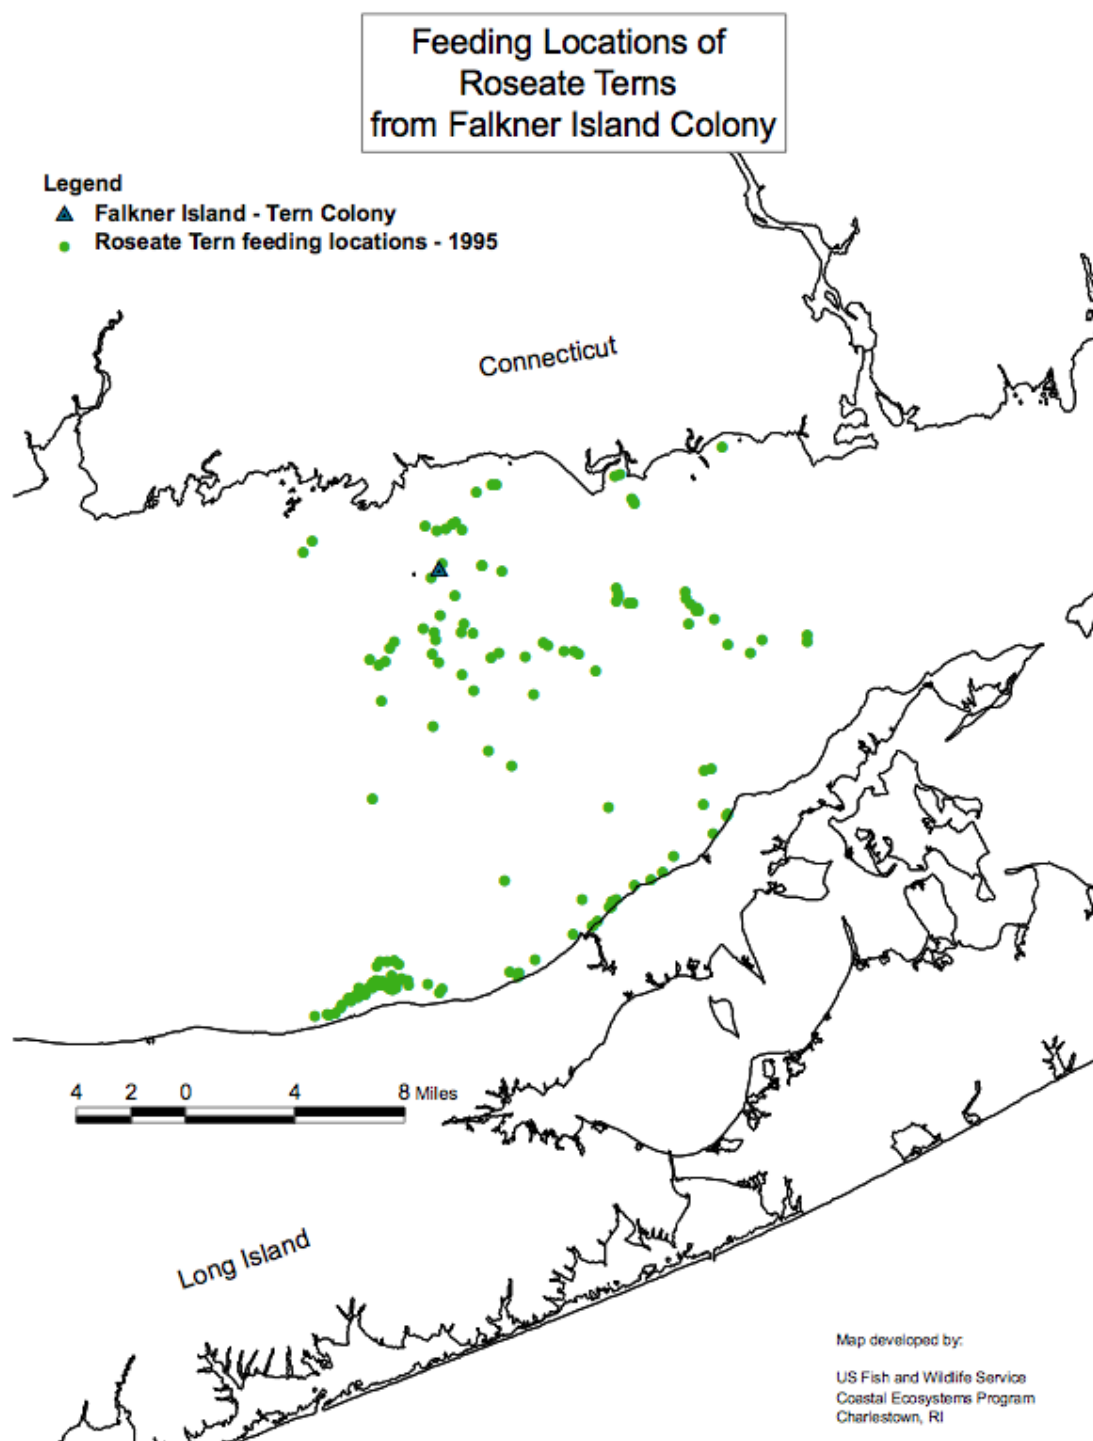 Feeding Locations of
Roseate Terns
from Falkner Island Colony
Legend
Falkner Island - Tern Colony
Roseate Tern feeding locations - 1995
Connecticut
4 2 0 4 8 Miles
Long Island
Map developed by:
US Fish and Wildlife Service
Coastal Ecosystems Program
Charlestown, RI